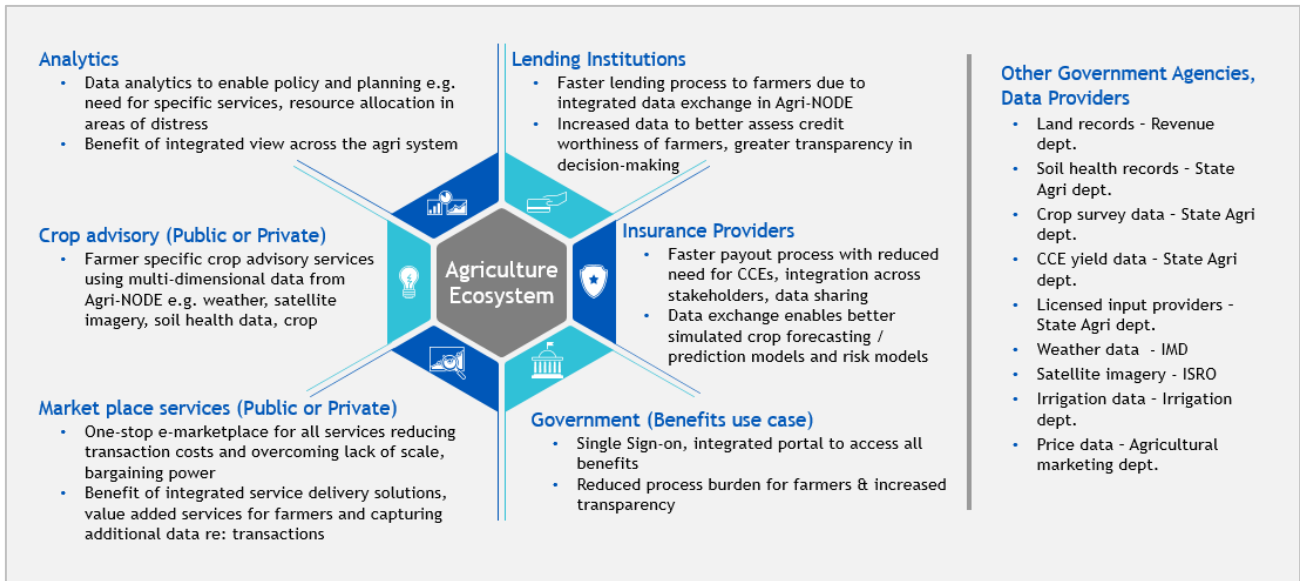 Analytics
• Data analytics to enable policy and planning e.g.
need for specific services, resource allocation in
areas of distress
• Benefit of integrated view across the agri system
Crop advisory (Public or Private)
• Farmer specific crop advisory services
using multi-dimensional data from
Agri-NODE e.g. weather, satellite
imagery, soil health data, crop
Market place services (Public or Private)
• One-stop e-marketplace for all services reducing
transaction costs and overcoming lack of scale,
bargaining power
• Benefit of integrated service delivery solutions,
value added services for farmers and capturing
additional data re: transactions
Agriculture
Ecosystem
Lending Institutions
• Faster lending process to farmers due to
integrated data exchange in Agri-NODE
• Increased data to better assess credit
worthiness of farmers, greater transparency in
decision-making
Insurance Providers
• Faster payout process with reduced
need for CCEs, integration across
stakeholders, data sharing
• Data exchange enables better
simulated crop forecasting /
prediction models and risk models
Government (Benefits use case)
• Single Sign-on, integrated portal to access all
benefits
• Reduced process burden for farmers & increased
transparency
Other Government Agencies,
Data Providers
• Land records – Revenue
dept.
• Soil health records – State
Agri dept.
• Crop survey data – State Agri
dept.
• CCE yield data – State Agri
dept.
• Licensed input providers –
State Agri dept.
• Weather data - IMD
• Satellite imagery - ISRO
• Irrigation data – Irrigation
dept.
• Price data – Agricultural
marketing dept.